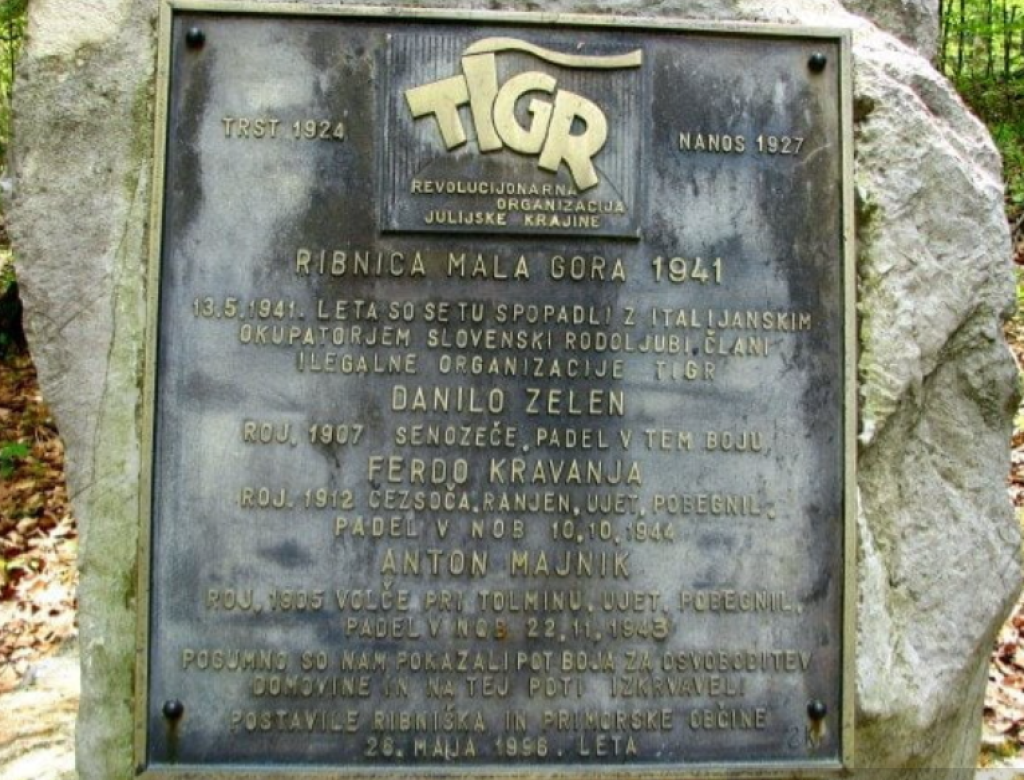 TRST 1924
TIGR
NANOS 1927
REVOLUCIJONARNA
ORGANIZACIJA
JULIJSKE KRAJINE
RIBNICA MALA GORA 1941
13.5.1941. LETA SO SE TU SPOPADLI Z ITALIJANSKIM
OKUPATORJEM SLOVENSKI RODOLJUBI, ČLANI
ILEGALNE ORGANIZACIJE TIGR
DANILO ZELEN
ROJ. 1907 SENOŽEČE, PADEL V TEM BOJU,
FERDO KRAVANJA
ROJ. 1912 ČEZSOČA, RANJEN, UJET, POBEGNIL,
PADEL V NOB 10.10.1944
ANTON MAJNIK
ROJ. 1905 VOLČE PRI TOLMINU, UJET, POBEGNIL,
PADEL V NOB 22.11.1943
POGUMNO SO NAM POKAZALI POT BOJA ZA OSVOBODITEV
DOMOVINE IN NA TEJ POTI IZKRVAVELI
POSTAVILE RIBNIŠKA IN PRIMORSKE OBČINE
26. MAJA 1996. LETA